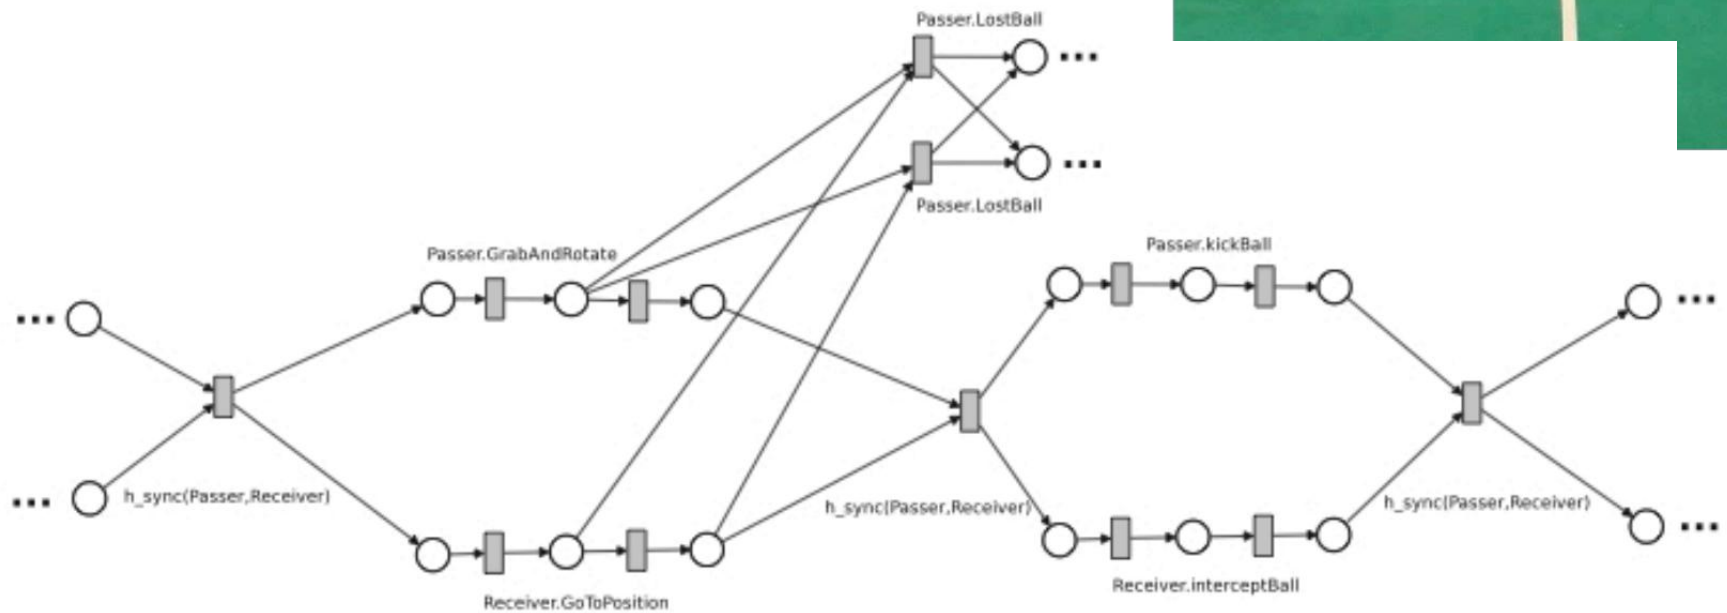 Passer.LostBall
Passer.LostBall
Passer.GrabAndRotate
Passer.kickBall
h_sync(Passer,Receiver)
h_sync(Passer,Receiver)
h_sync(Passer,Receiver)
Receiver.GoToPosition
Receiver.interceptBall